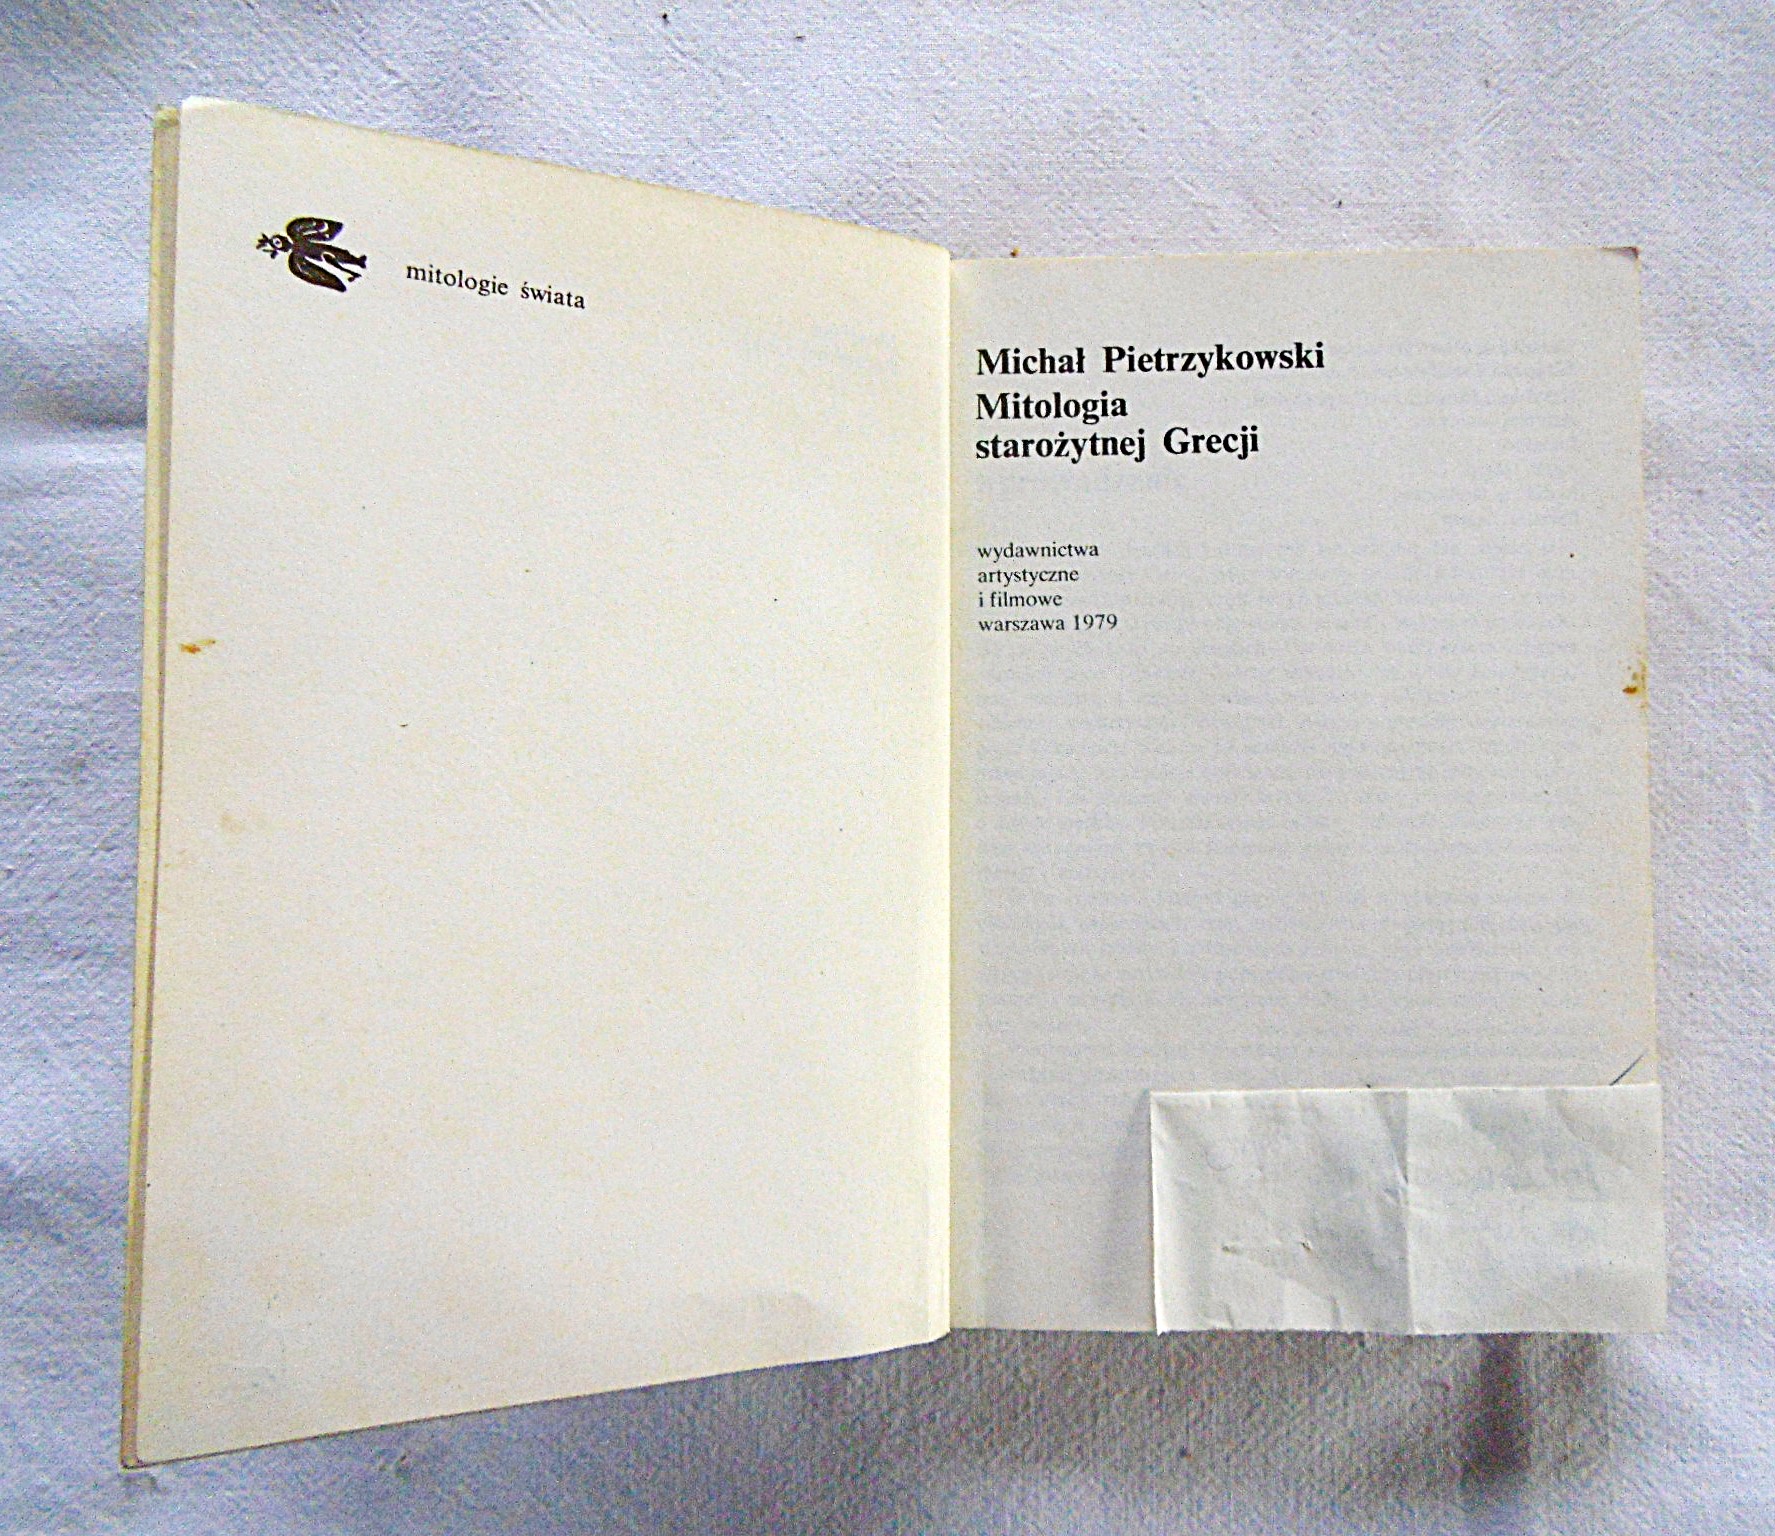 mitologie świata
Michał Pietrzykowski
Mitologia
starożytnej Grecji
wydawnictwa
artystyczne
i filmowe
warszawa 1979